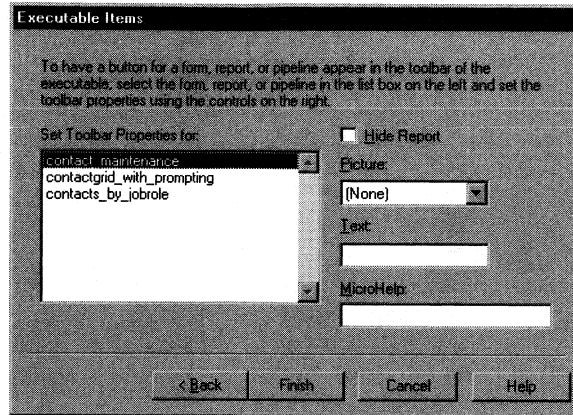 Executable Items
To have a button for a form, report, or pipeline appear in the toolbar of the
executable, select the form, report, or pipeline in the list box on the left and set the
toolbar properties using the controls on the right.
Set Toolbar Properties for:
contact_maintenance
contactgrid_with_prompting
contacts_by_jobrole
Hide Report
Picture:
(None)
Text:
MicroHelp:
< Back
Finish
Cancel
Help